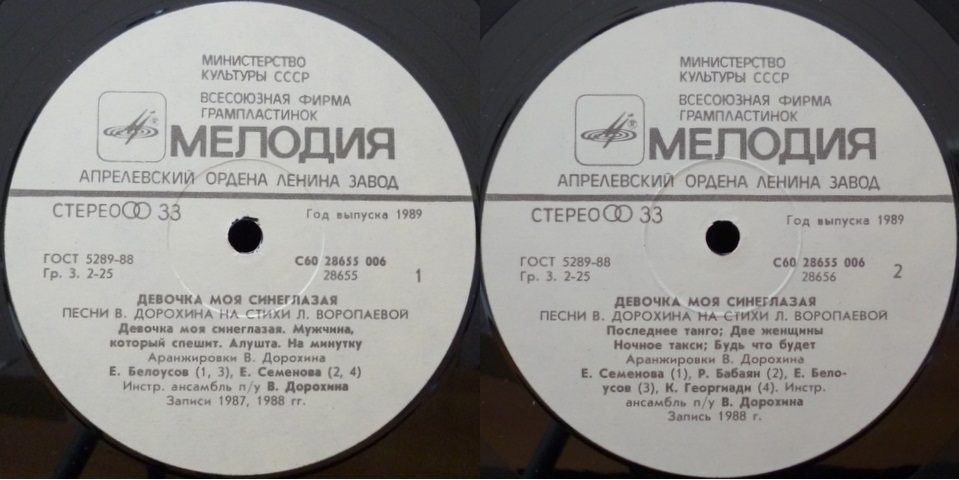 МИНИСТЕРСТВО
КУЛЬТУРЫ СССР
ВСЕСОЮЗНАЯ ФИРМА
ГРАМПЛАСТИНОК
МЕЛОДИЯ
АПРЕЛЕВСКИЙ ОРДЕНА ЛЕНИНА ЗАВОД
СТЕРЕО 33
Год выпуска 1989
ГОСТ 5289-88
Гр. 3. 2-25
С60 28655 006
28655
1
ДЕВОЧКА МОЯ СИНЕГЛАЗАЯ
ПЕСНИ В. ДОРОХИНА НА СТИХИ Л. ВОРОПАЕВОЙ
Девочка моя синеглазая. Мужчина,
который спешит. Алушта. На минутку
Аранжировки В. Дорохина
Е. Белоусов (1, 3), Е. Семенова (2, 4)
Инстр. ансамбль п/у В. Дорохина
Записи 1987, 1988 гг.
МИНИСТЕРСТВО
КУЛЬТУРЫ СССР
ВСЕСОЮЗНАЯ ФИРМА
ГРАМПЛАСТИНОК
МЕЛОДИЯ
АПРЕЛЕВСКИЙ ОРДЕНА ЛЕНИНА ЗАВОД
СТЕРЕО 33
Год выпуска 1989
ГОСТ 5289-88
Гр. 3. 2-25
С60 28655 006
28656
2
ДЕВОЧКА МОЯ СИНЕГЛАЗАЯ
ПЕСНИ В. ДОРОХИНА НА СТИХИ Л. ВОРОПАЕВОЙ
Последнее танго; Две женщины
Ночное такси; Будь что будет
Аранжировки В. Дорохина
Е. Семенова (1), Р. Бабаян (2), Е. Бело-
усов (3), К. Георгиади (4). Инстр.
ансамбль п/у В. Дорохина
Запись 1988 г.